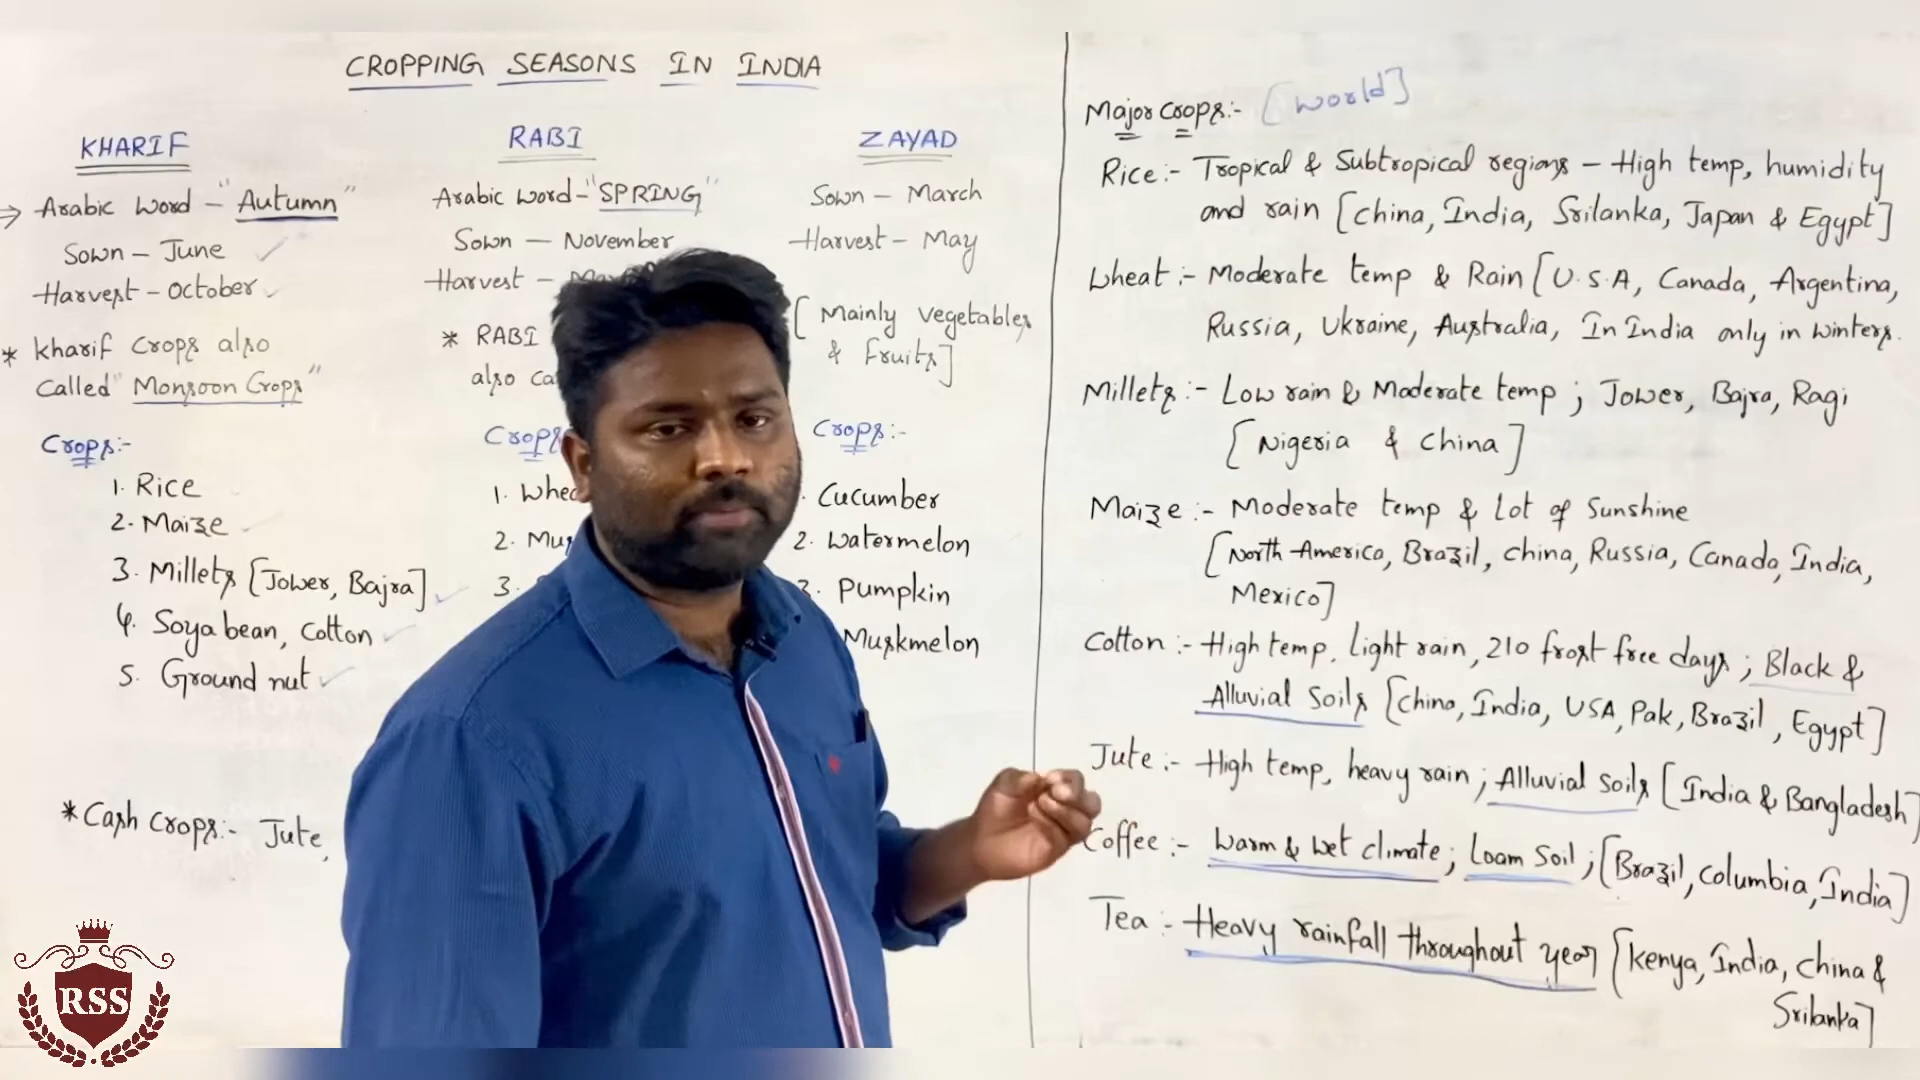 CROPPING SEASONS IN INDIA
KHARIF
Arabic Word - "Autumn"
Sown - June
Harvest - October
* Kharif Crops also
called "Monsoon Crops"
Crops:-
1. Rice
2. Maize
3. Millets [Jower, Bajra]
4. Soyabean, Cotton
5. Ground nut
*Cash Crops:- Jute,
RABI
Arabic Word - "SPRING"
Sown - November
Harvest -
* RABI
also
Crops
1.
2.
3.
ZAYAD
Sown - March
Harvest - May
[Mainly vegetables
& Fruits]
Crops:-
Cucumber
2. Watermelon
3. Pumpkin
Muskmelon
Major Crops:- [World]
Rice:- Tropical & Subtropical regions - High temp, humidity
and rain [China, India, Srilanka, Japan & Egypt]
Wheat:- Moderate temp & Rain [U.S.A, Canada, Argentina,
Russia, Ukraine, Australia, In India only in winters.
Millets:- Low rain & Moderate temp ; Jower, Bajra, Ragi
[Nigeria & China]
Maize:- Moderate temp & Lot of Sunshine
[North America, Brazil, China, Russia, Canada, India,
Mexico]
Cotton:- High temp, light rain, 210 frost free days ; Black &
Alluvial Soils [China, India, USA, Pak, Brazil, Egypt]
Jute:- High temp, heavy rain ; Alluvial Soils [India & Bangladesh]
Coffee:- Warm & Wet climate ; Loam Soil ; [Brazil, Columbia, India]
Tea:- Heavy rainfall throughout year [Kenya, India, China &
Srilanka]
RSS